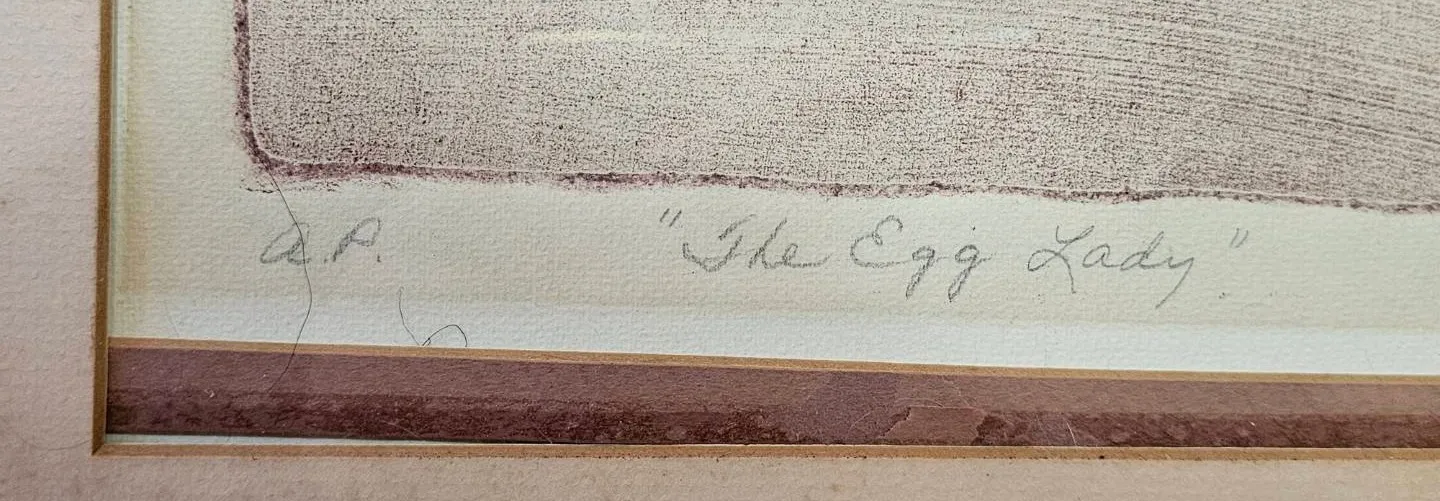 a.P. "The Egg Lady"